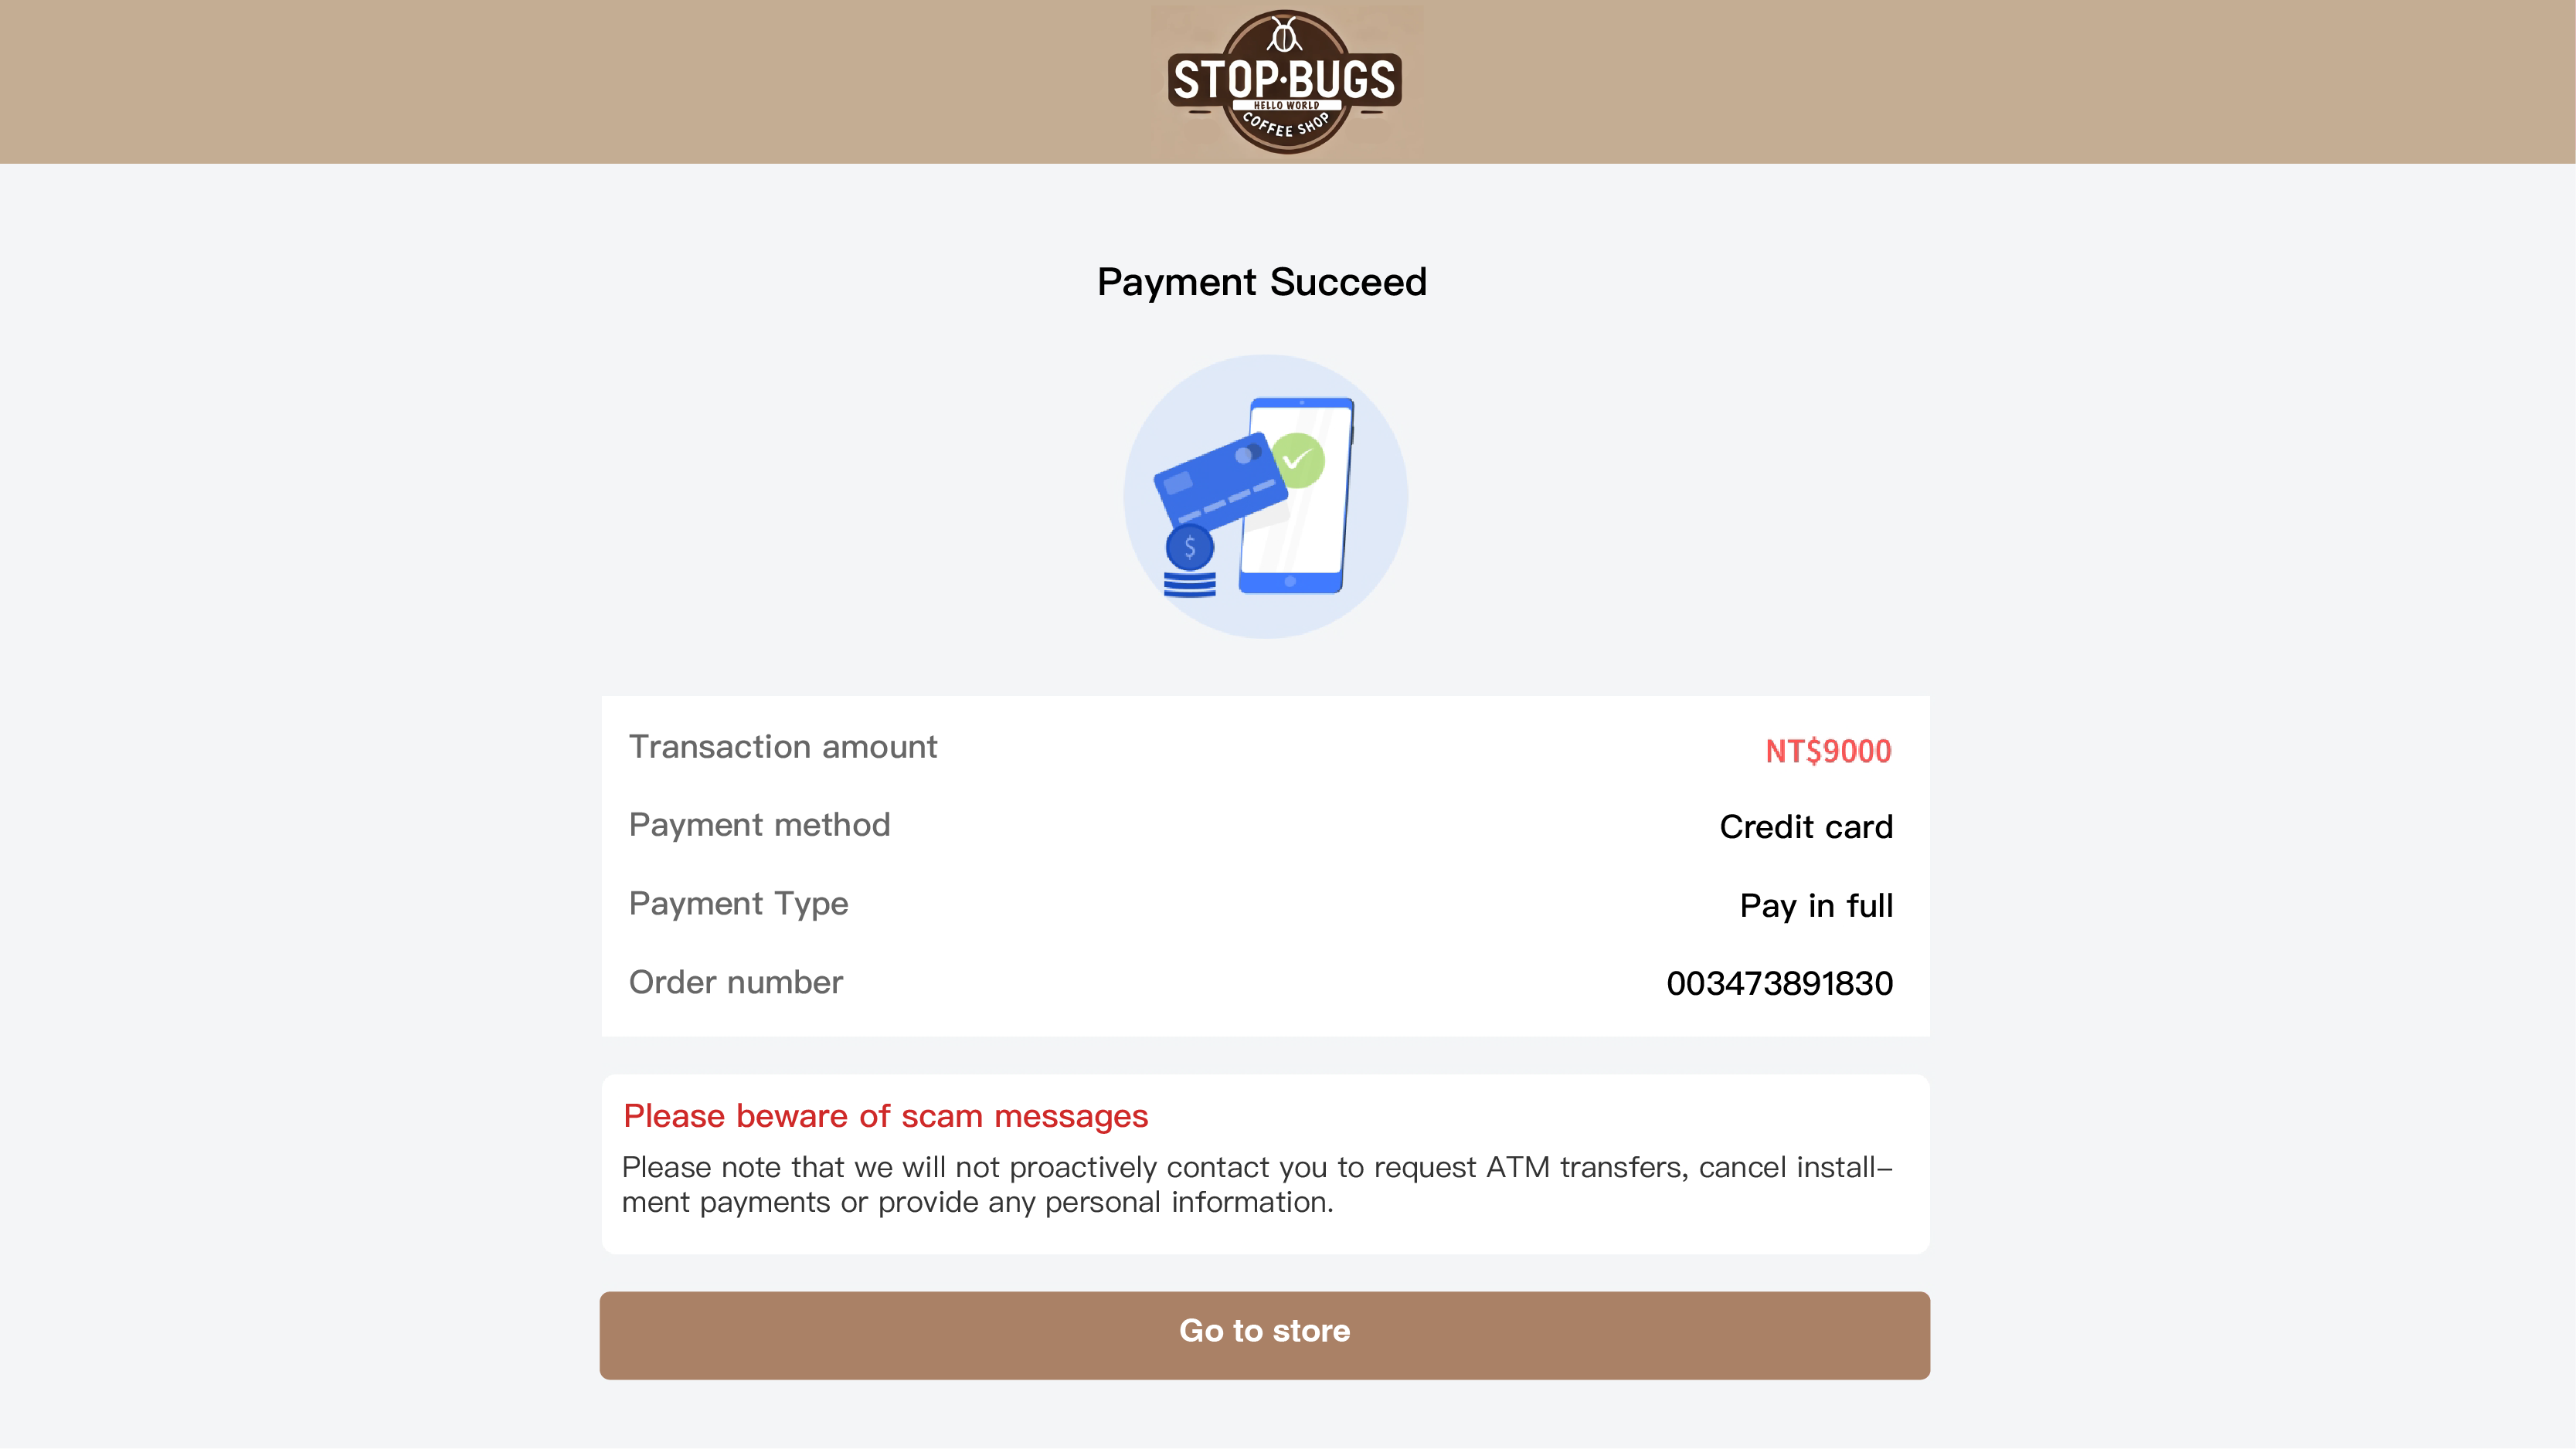 STOP·BUGS
HELLO WORLD
COFFEE SHOP
Payment Succeed
$
Transaction amount NT$9000
Payment method Credit card
Payment Type Pay in full
Order number 003473891830
Please beware of scam messages
Please note that we will not proactively contact you to request ATM transfers, cancel install–
ment payments or provide any personal information.
Go to store